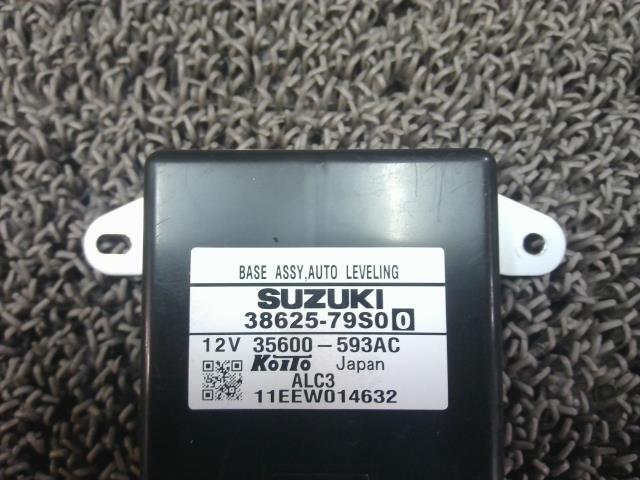 BASE ASSY,AUTO LEVELING
SUZUKI
38625-79S00
12V 35600-593AC
KOITO Japan
ALC3
11EEW014632